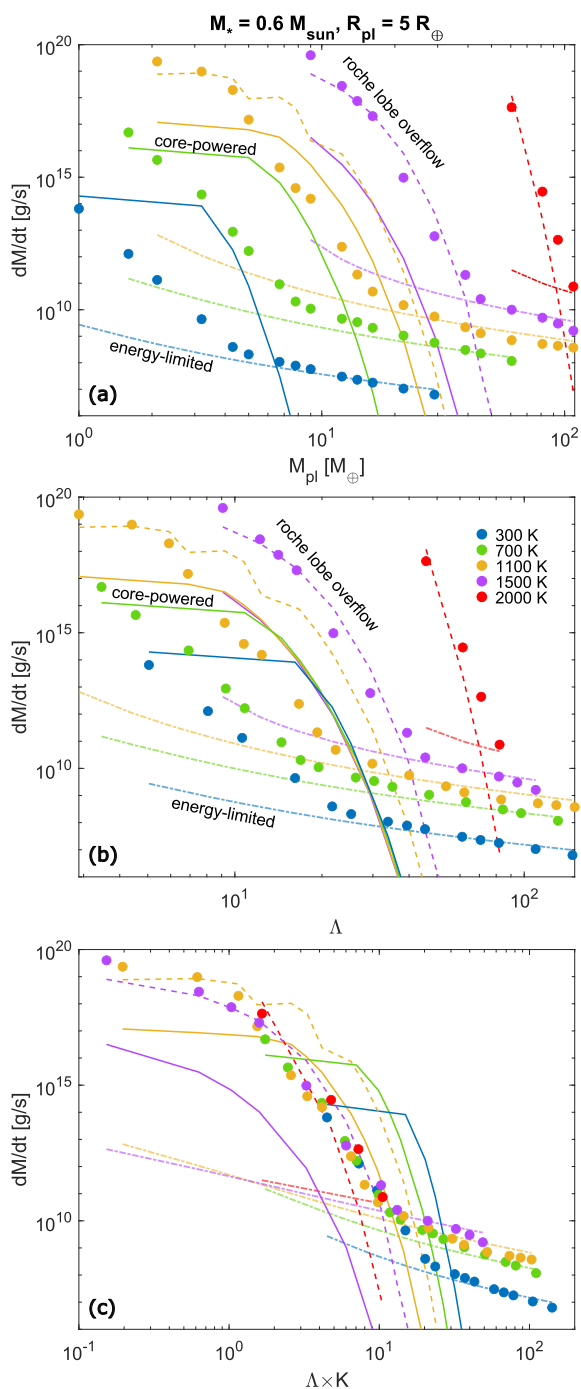 M* = 0.6 Msun, Rpl = 5 R⊕
10^20
10^15
10^10
dM/dt [g/s]
roche lobe overflow
core-powered
energy-limited
(a)
10^0
10^1
10^2
Mpl [M⊕]
10^20
10^15
10^10
dM/dt [g/s]
roche lobe overflow
core-powered
energy-limited
300 K
700 K
1100 K
1500 K
2000 K
(b)
10^1
10^2
Λ
10^20
10^15
10^10
dM/dt [g/s]
(c)
10^-1
10^0
10^1
10^2
Λ×K